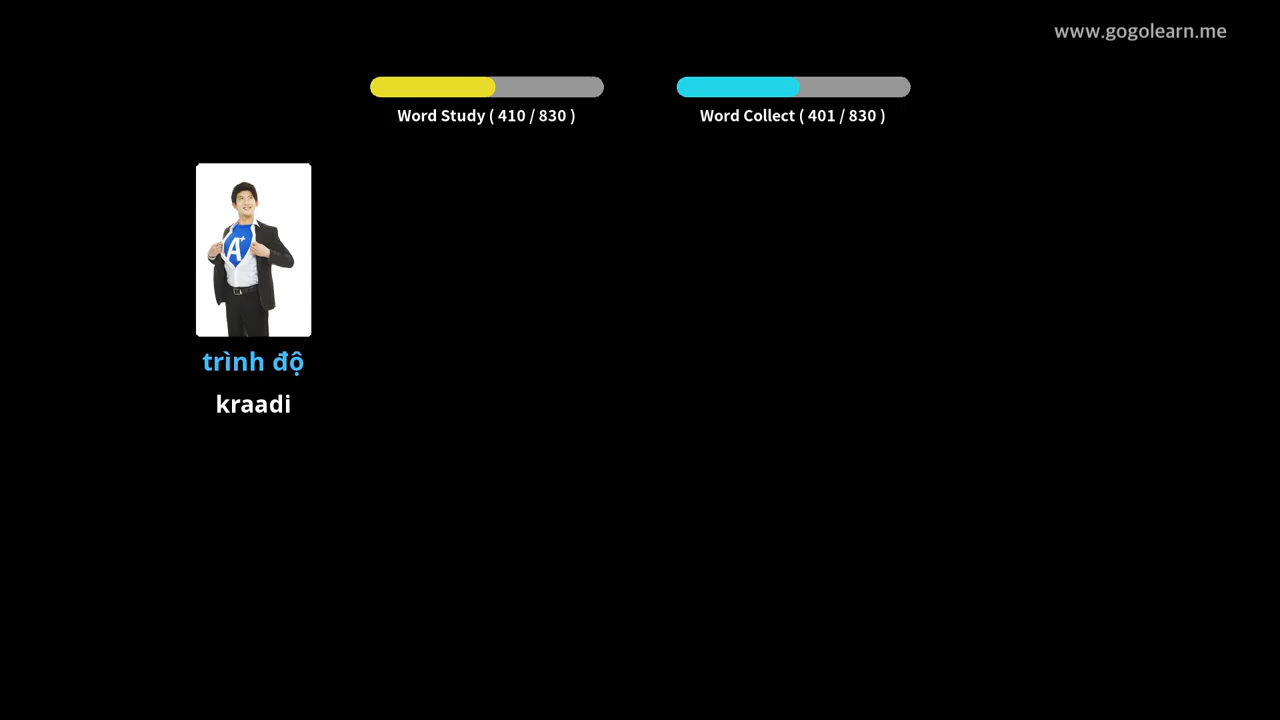 www.gogolearn.me
Word Study ( 410 / 830 )
Word Collect ( 401 / 830 )
A+
trình độ
kraadi